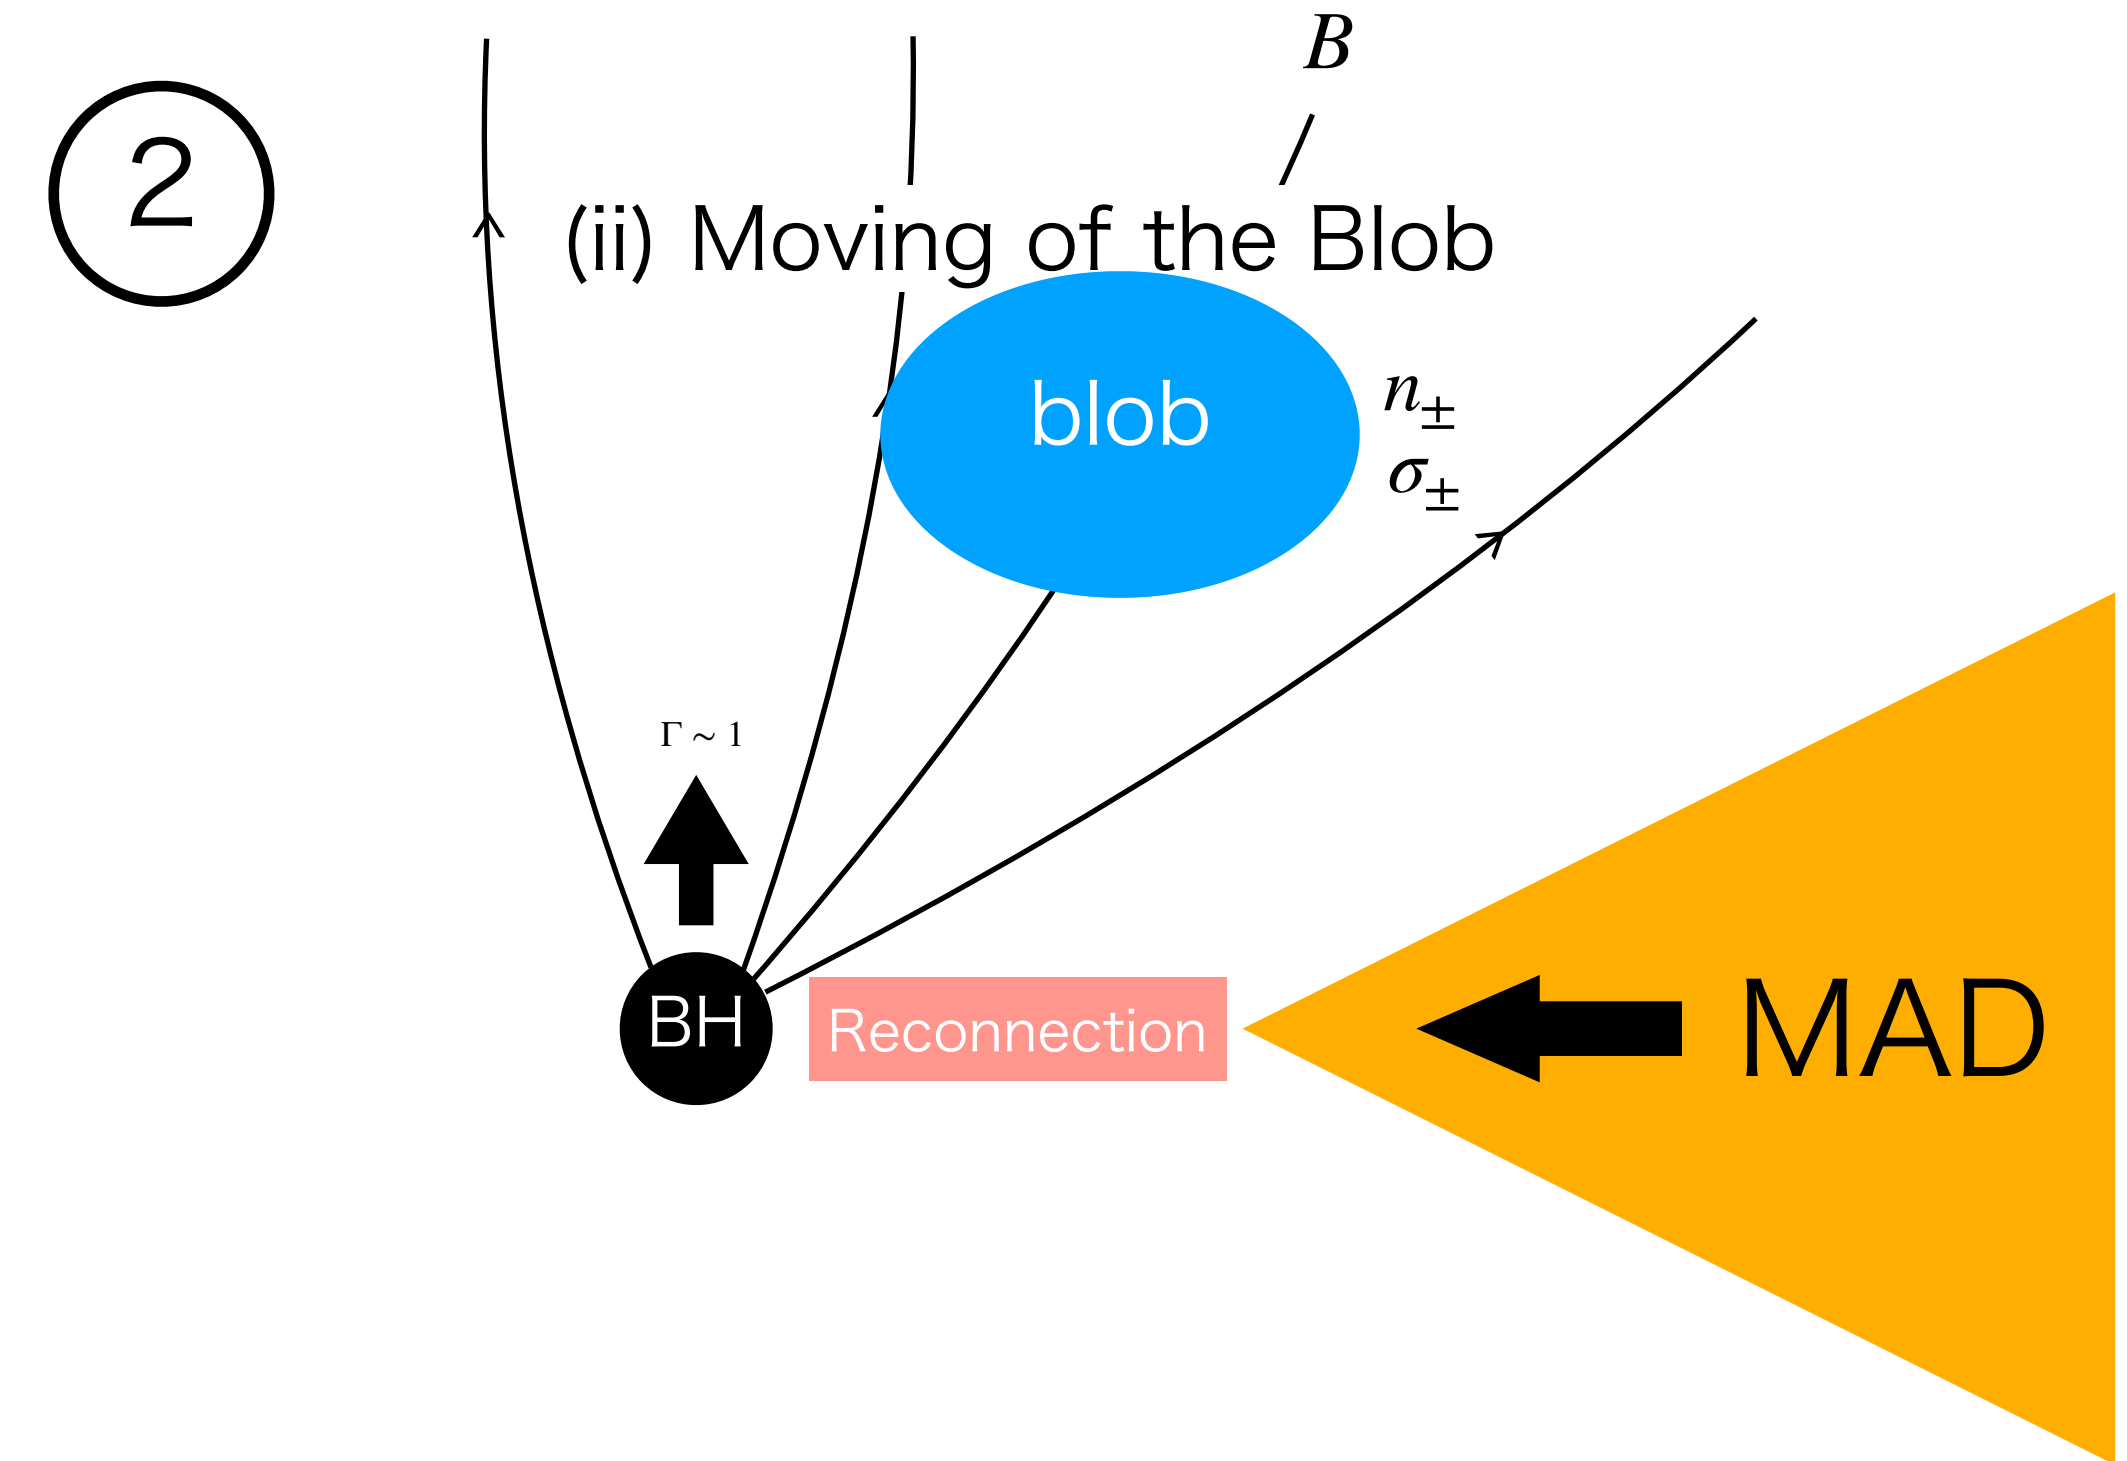 B
2
(ii) Moving of the Blob
blob
n±
σ±
Γ ~ 1
BH
Reconnection
MAD